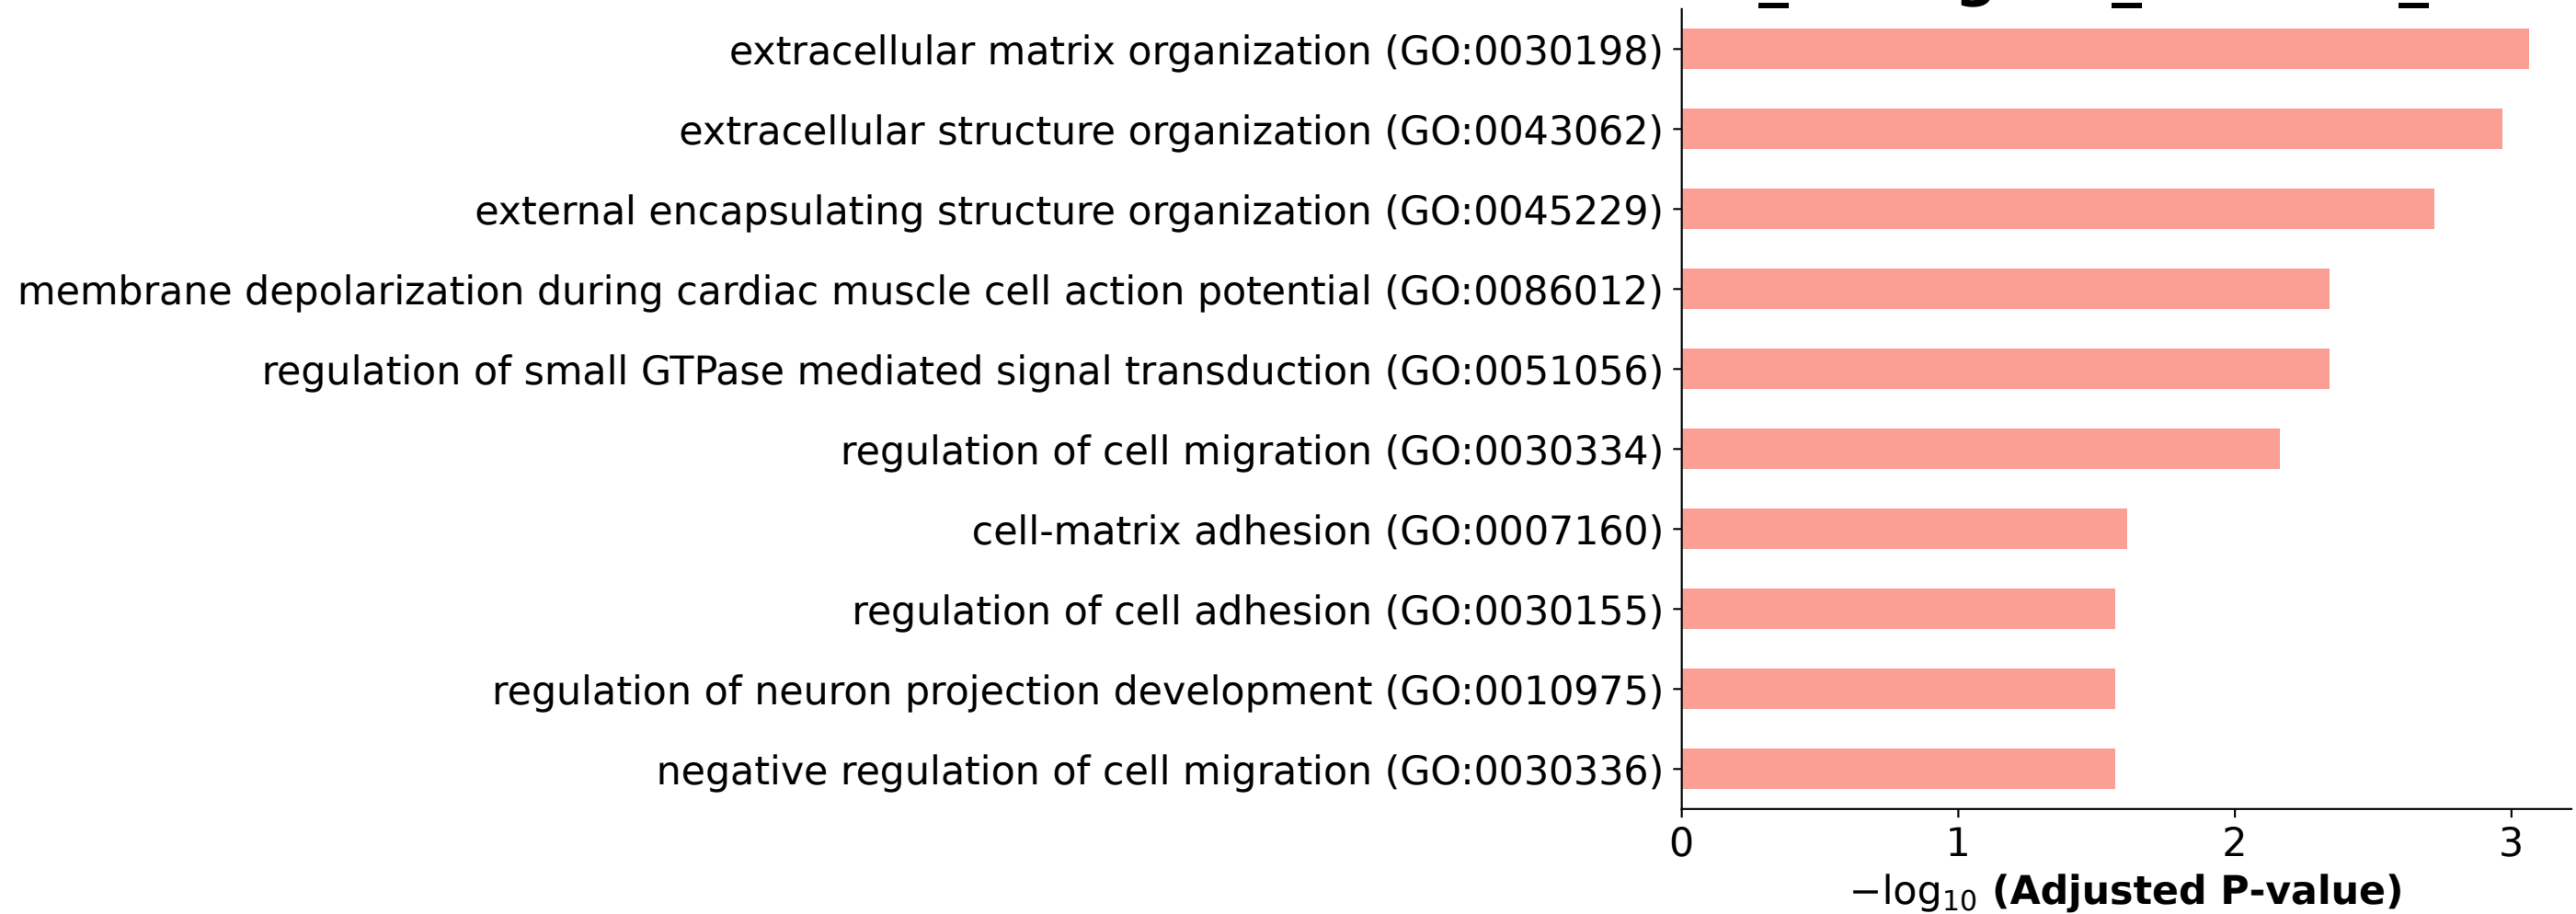 extracellular matrix organization (GO:0030198)
extracellular structure organization (GO:0043062)
external encapsulating structure organization (GO:0045229)
membrane depolarization during cardiac muscle cell action potential (GO:0086012)
regulation of small GTPase mediated signal transduction (GO:0051056)
regulation of cell migration (GO:0030334)
cell-matrix adhesion (GO:0007160)
regulation of cell adhesion (GO:0030155)
regulation of neuron projection development (GO:0010975)
negative regulation of cell migration (GO:0030336)
0 1 2 3
−log₁₀ (Adjusted P-value)